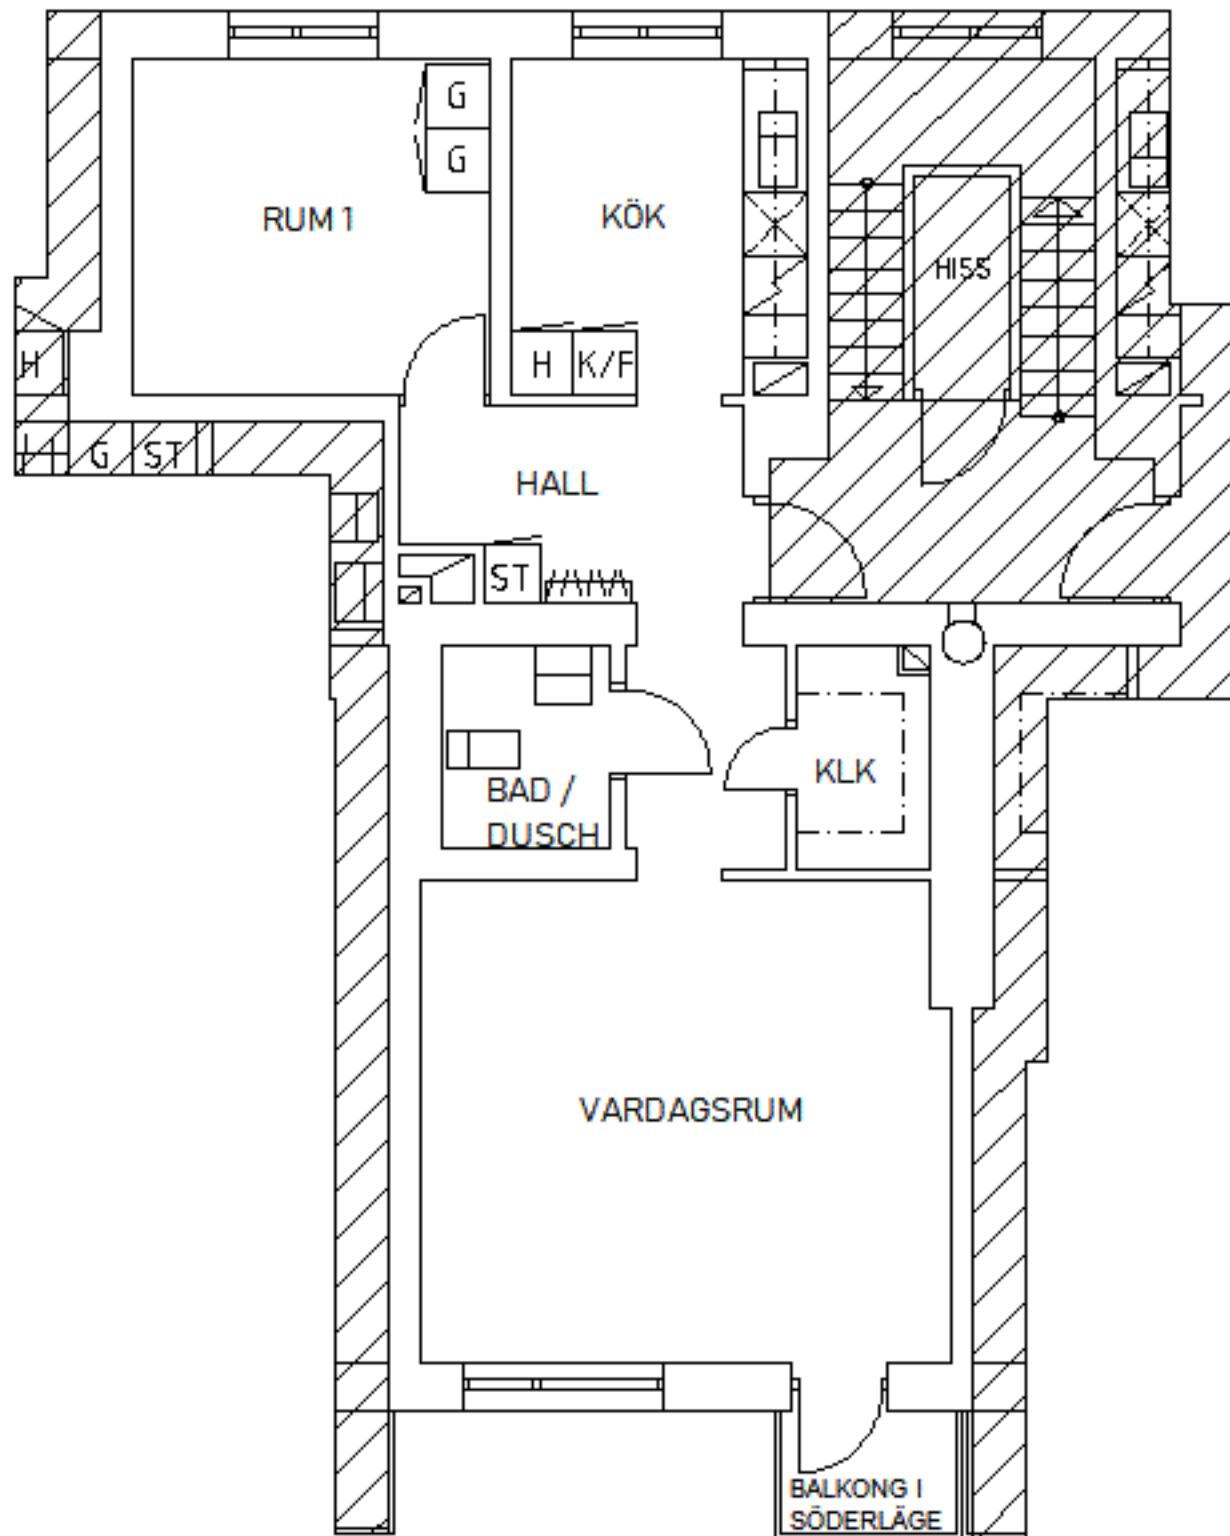 G
G
RUM 1
KÖK
HISS
H
H
K/F
G
ST
HALL
ST
KLK
BAD /
DUSCH
VARDAGSRUM
BALKONG I
SÖDERLÄGE